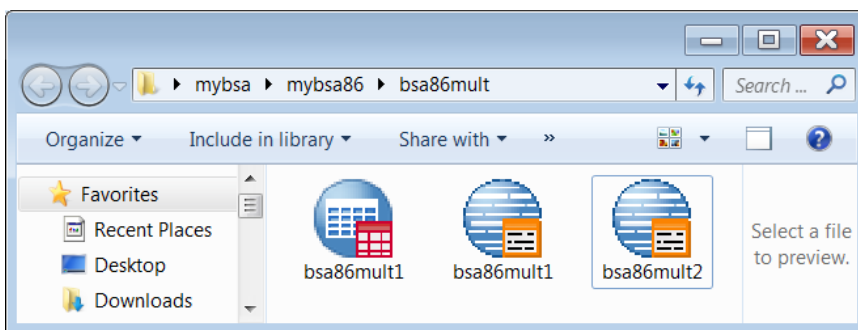 mybsa mybsa86 bsa86mult Search ...
Organize Include in library Share with »
Favorites
Recent Places
Desktop
Downloads
bsa86mult1 bsa86mult1 bsa86mult2
Select a file
to preview.